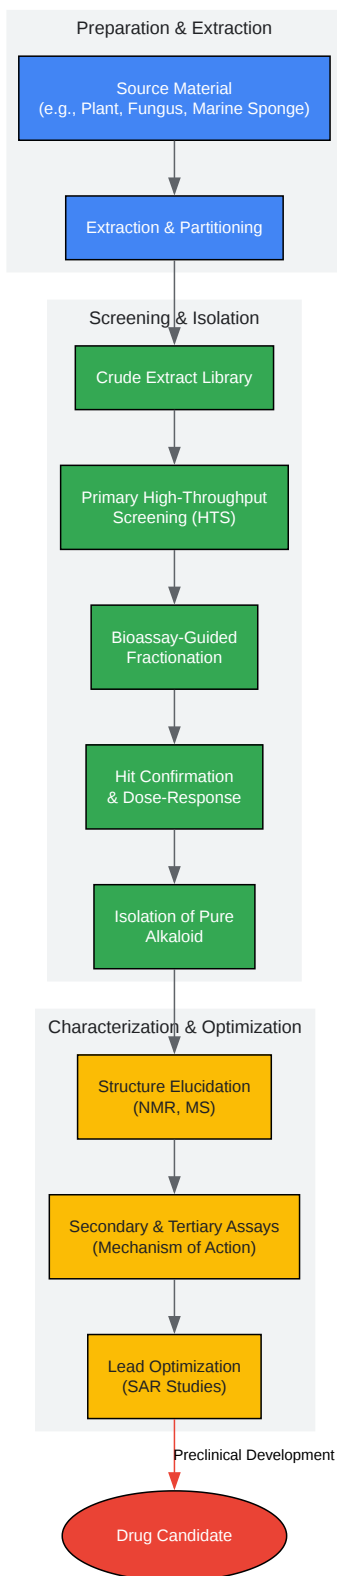 Preparation & Extraction
Source Material
(e.g., Plant, Fungus, Marine Sponge)
Extraction & Partitioning
Screening & Isolation
Crude Extract Library
Primary High-Throughput
Screening (HTS)
Bioassay-Guided
Fractionation
Hit Confirmation
& Dose-Response
Isolation of Pure
Alkaloid
Characterization & Optimization
Structure Elucidation
(NMR, MS)
Secondary & Tertiary Assays
(Mechanism of Action)
Lead Optimization
(SAR Studies)
Preclinical Development
Drug Candidate